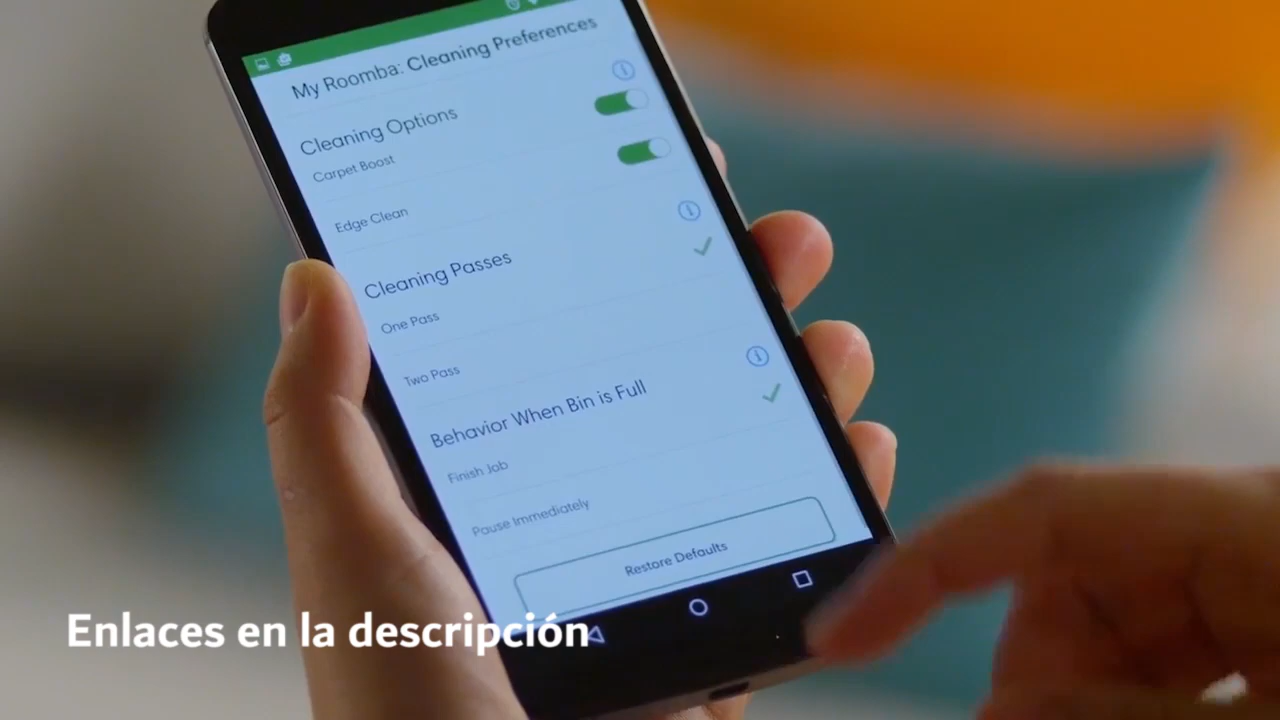 My Roomba: Cleaning Preferences
Cleaning Options
Carpet Boost
Edge Clean
Cleaning Passes
One Pass
Two Pass
Behavior When Bin is Full
Finish Job
Pause Immediately
Restore Defaults
Enlaces en la descripción